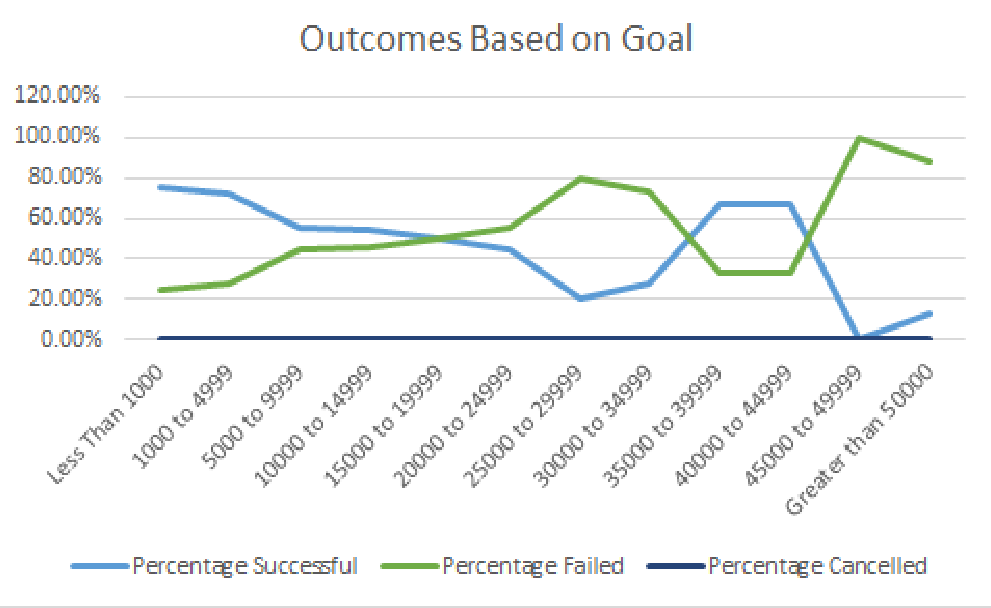 Outcomes Based on Goal
120.00%
100.00%
80.00%
60.00%
40.00%
20.00%
0.00%
Less Than 1000
1000 to 4999
5000 to 9999
10000 to 14999
15000 to 19999
20000 to 24999
25000 to 29999
30000 to 34999
35000 to 39999
40000 to 44999
45000 to 49999
Greater than 50000
Percentage Successful Percentage Failed Percentage Cancelled